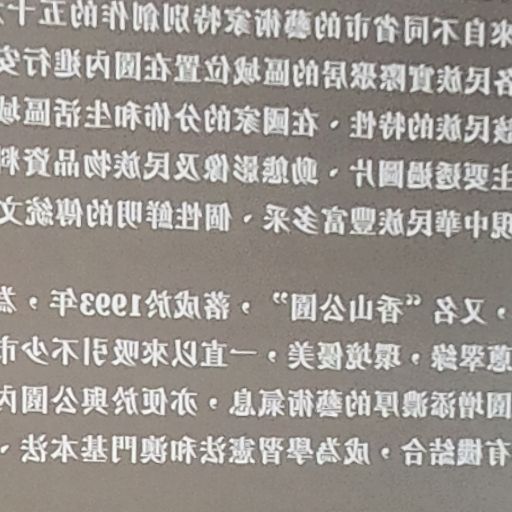 來自不同省市的藝術家特別創作的五十
各民族實際聚居的區域位置在園內進行安
該民族的特性、在國家的分佈和生活區域
主要透過圖片、動態影像及民族物品資料
現中華民族豐富多采、個性鮮明的傳統文
，又名“香山公園”，落成於1993年，為
蔥翠綠，環境優美，一直以來吸引不少市
園增添濃厚的藝術氣息，亦便於與公園內
有機結合，成為學習憲法和澳門基本法、